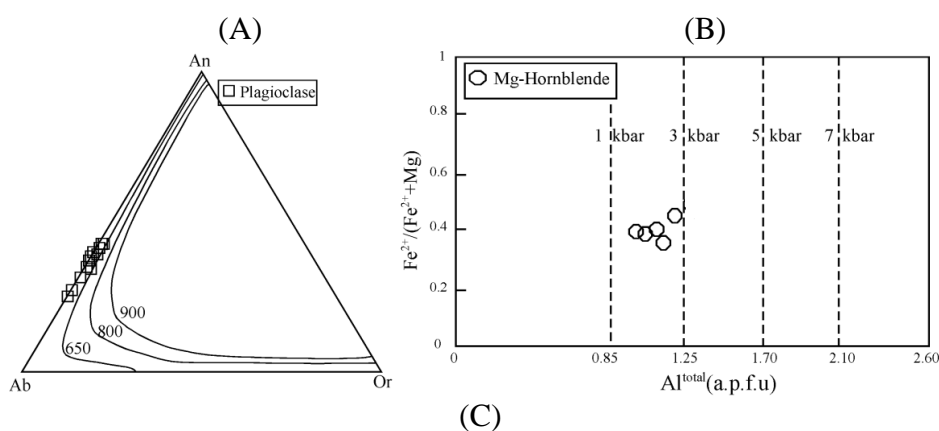 (A)
An
Plagioclase
900
800
650
Ab
Or
(B)
1
Mg-Hornblende
0.8
1 kbar
3 kbar
5 kbar
7 kbar
0.6
0.4
0.2
0
Fe²⁺/(Fe²⁺+Mg)
0
0.85
1.25
1.70
2.10
2.60
Al^total(a.p.f.u)
(C)